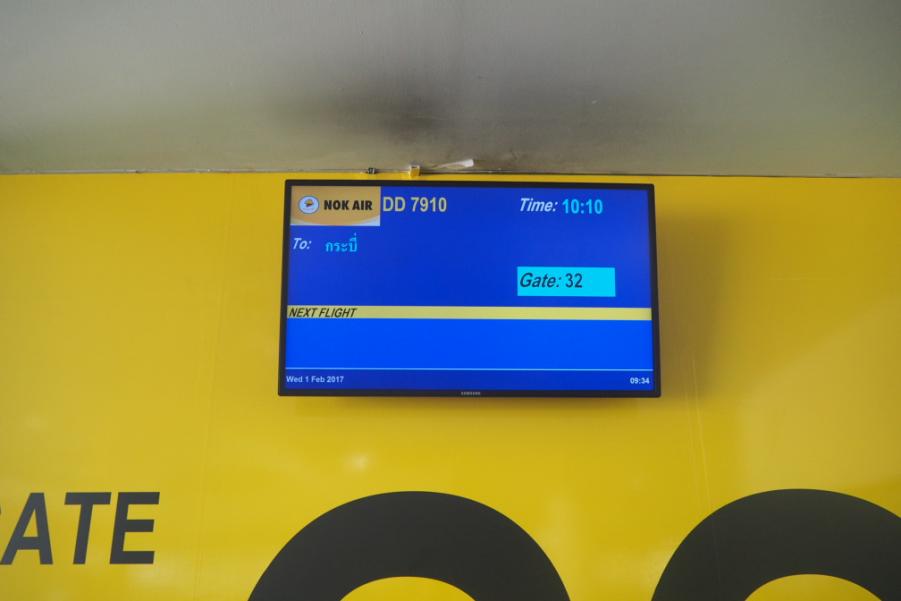 NOK AIR DD 7910 Time: 10:10
To: กระบี่
Gate: 32
NEXT FLIGHT
Wed 1 Feb 2017 09:34
SAMSUNG
ATE